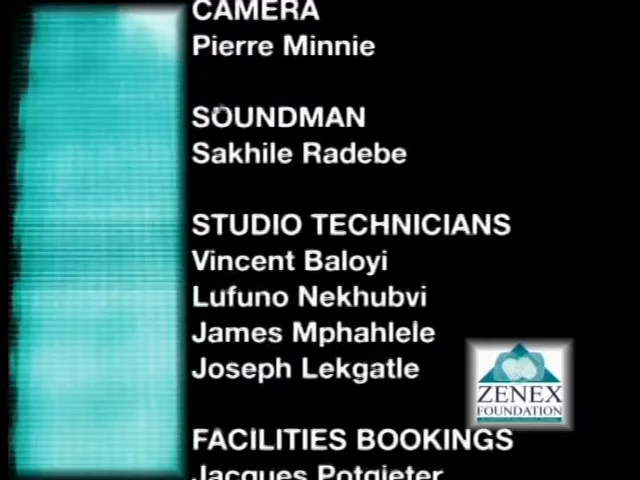 CAMERA
Pierre Minnie
SOUNDMAN
Sakhile Radebe
STUDIO TECHNICIANS
Vincent Baloyi
Lufuno Nekhubvi
James Mphahlele
Joseph Lekgatle
ZENEX
FOUNDATION
FACILITIES BOOKINGS
Jacques Potgieter